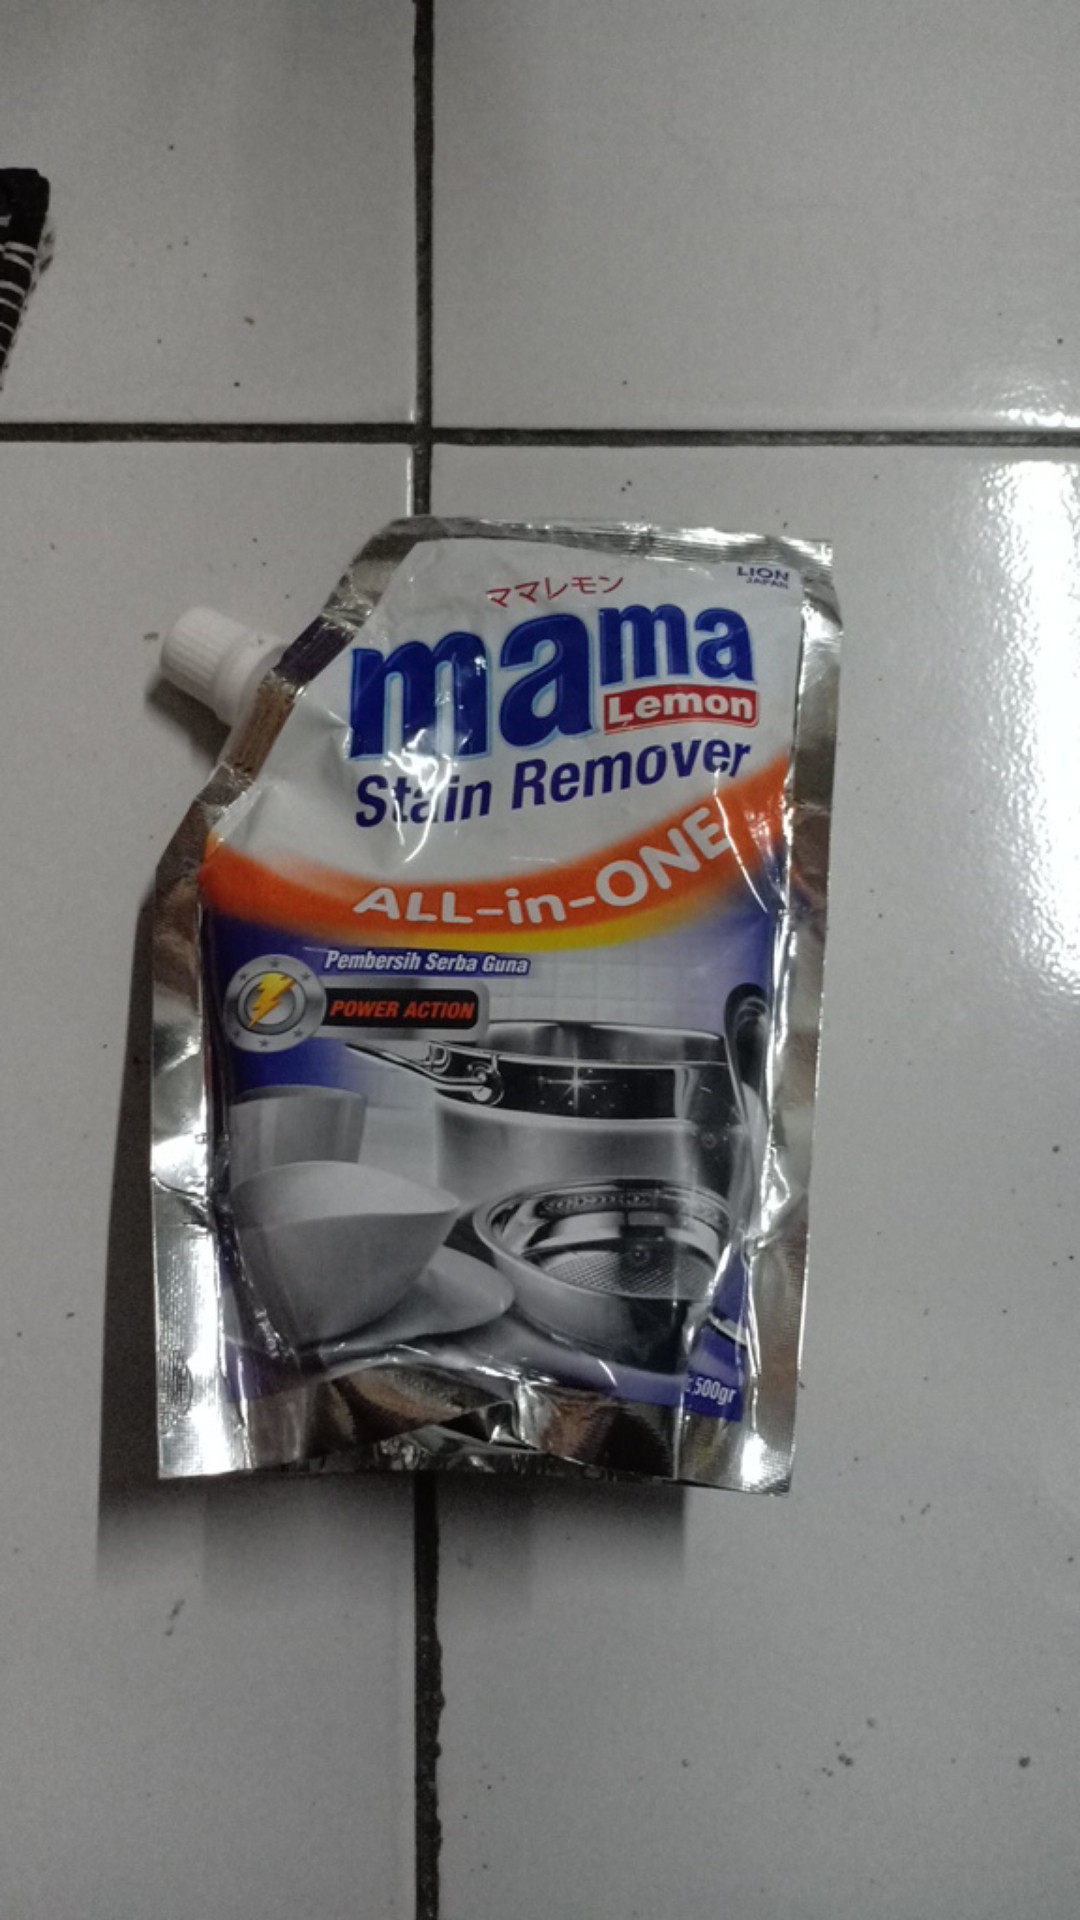 LION
JAPAN
ママレモン
mama
Lemon
Stain Remover
ALL-in-ONE
Pembersih Serba Guna
POWER ACTION
500gr